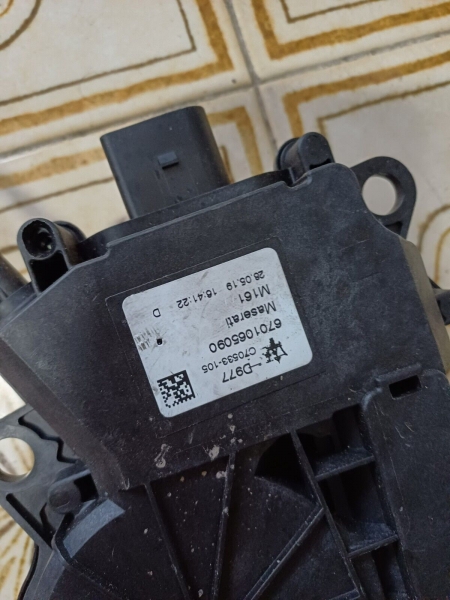 D977
C70533-105
6701065090
Maserati
M161
28.05.19 16:41:22 D